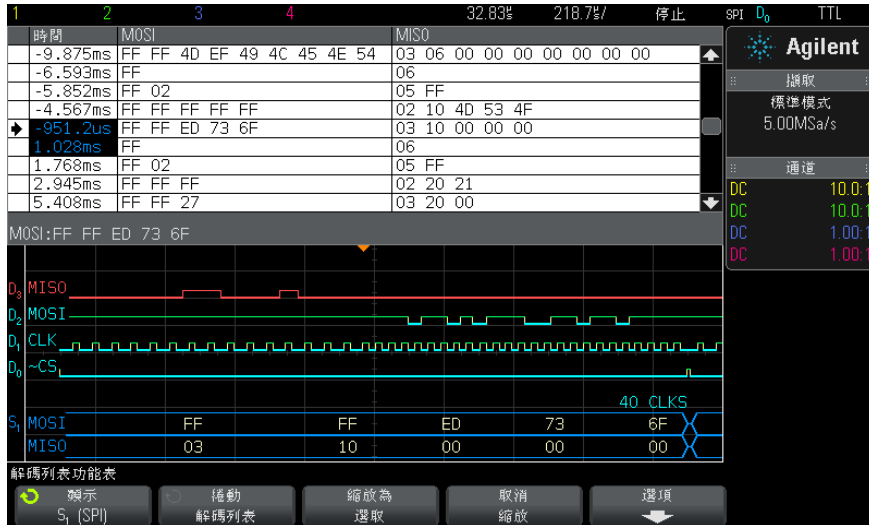 1 2 3 4 32.83% 218.7%/ 停止 SPI D0 TTL
時間 MOSI MISO
-9.875ms FF FF 4D EF 49 4C 45 4E 54 03 06 00 00 00 00 00 00 00
-6.593ms FF 06
-5.852ms FF 02 05 FF
-4.567ms FF FF FF FF FF 02 10 4D 53 4F
-951.2us FF FF ED 73 6F 03 10 00 00 00
1.028ms FF 06
1.768ms FF 02 05 FF
2.945ms FF FF FF 02 20 21
5.408ms FF FF 27 03 20 00
MOSI:FF FF ED 73 6F
Agilent
擷取
標準模式
5.00MSa/s
通道
DC 10.0:1
DC 10.0:1
DC 1.00:1
DC 1.00:1
D3 MISO
D2 MOSI
D1 CLK
D0 ~CS
40 CLKS
S1 MOSI FF FF ED 73 6F
MISO 03 10 00 00 00
解碼列表功能表
顯示 捲動 縮放為 取消 選項
S1 (SPI) 解碼列表 選取 縮放